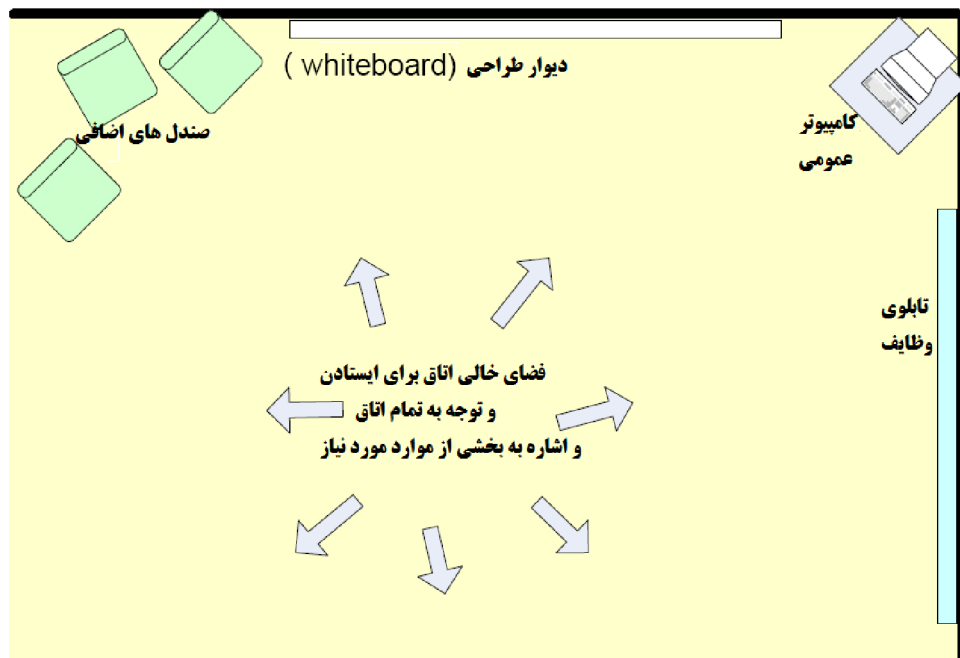 دیوار طراحی (whiteboard )
صندل های اضافی
کامپیوتر
عمومی
تابلوی
وظایف
فضای خالی اتاق برای ایستادن
و توجه به تمام اتاق
و اشاره به بخشی از موارد مورد نیاز